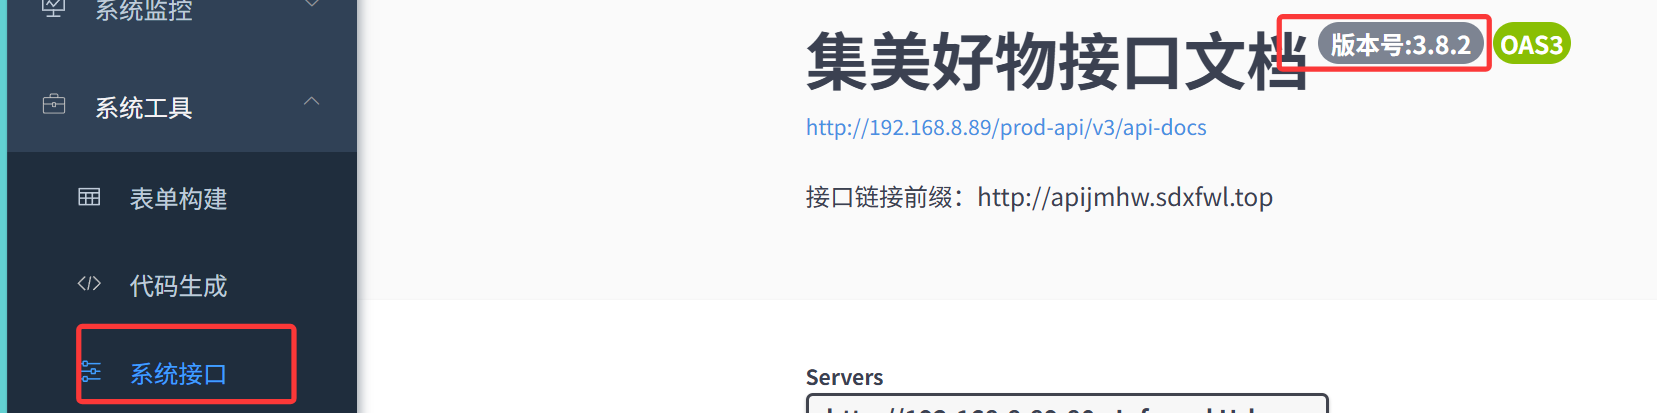 系统监控
系统工具
表单构建
代码生成
系统接口
集美好物接口文档 版本号:3.8.2 OAS3
http://192.168.8.89/prod-api/v3/api-docs
接口链接前缀：http://apijmhw.sdxfwl.top
Servers